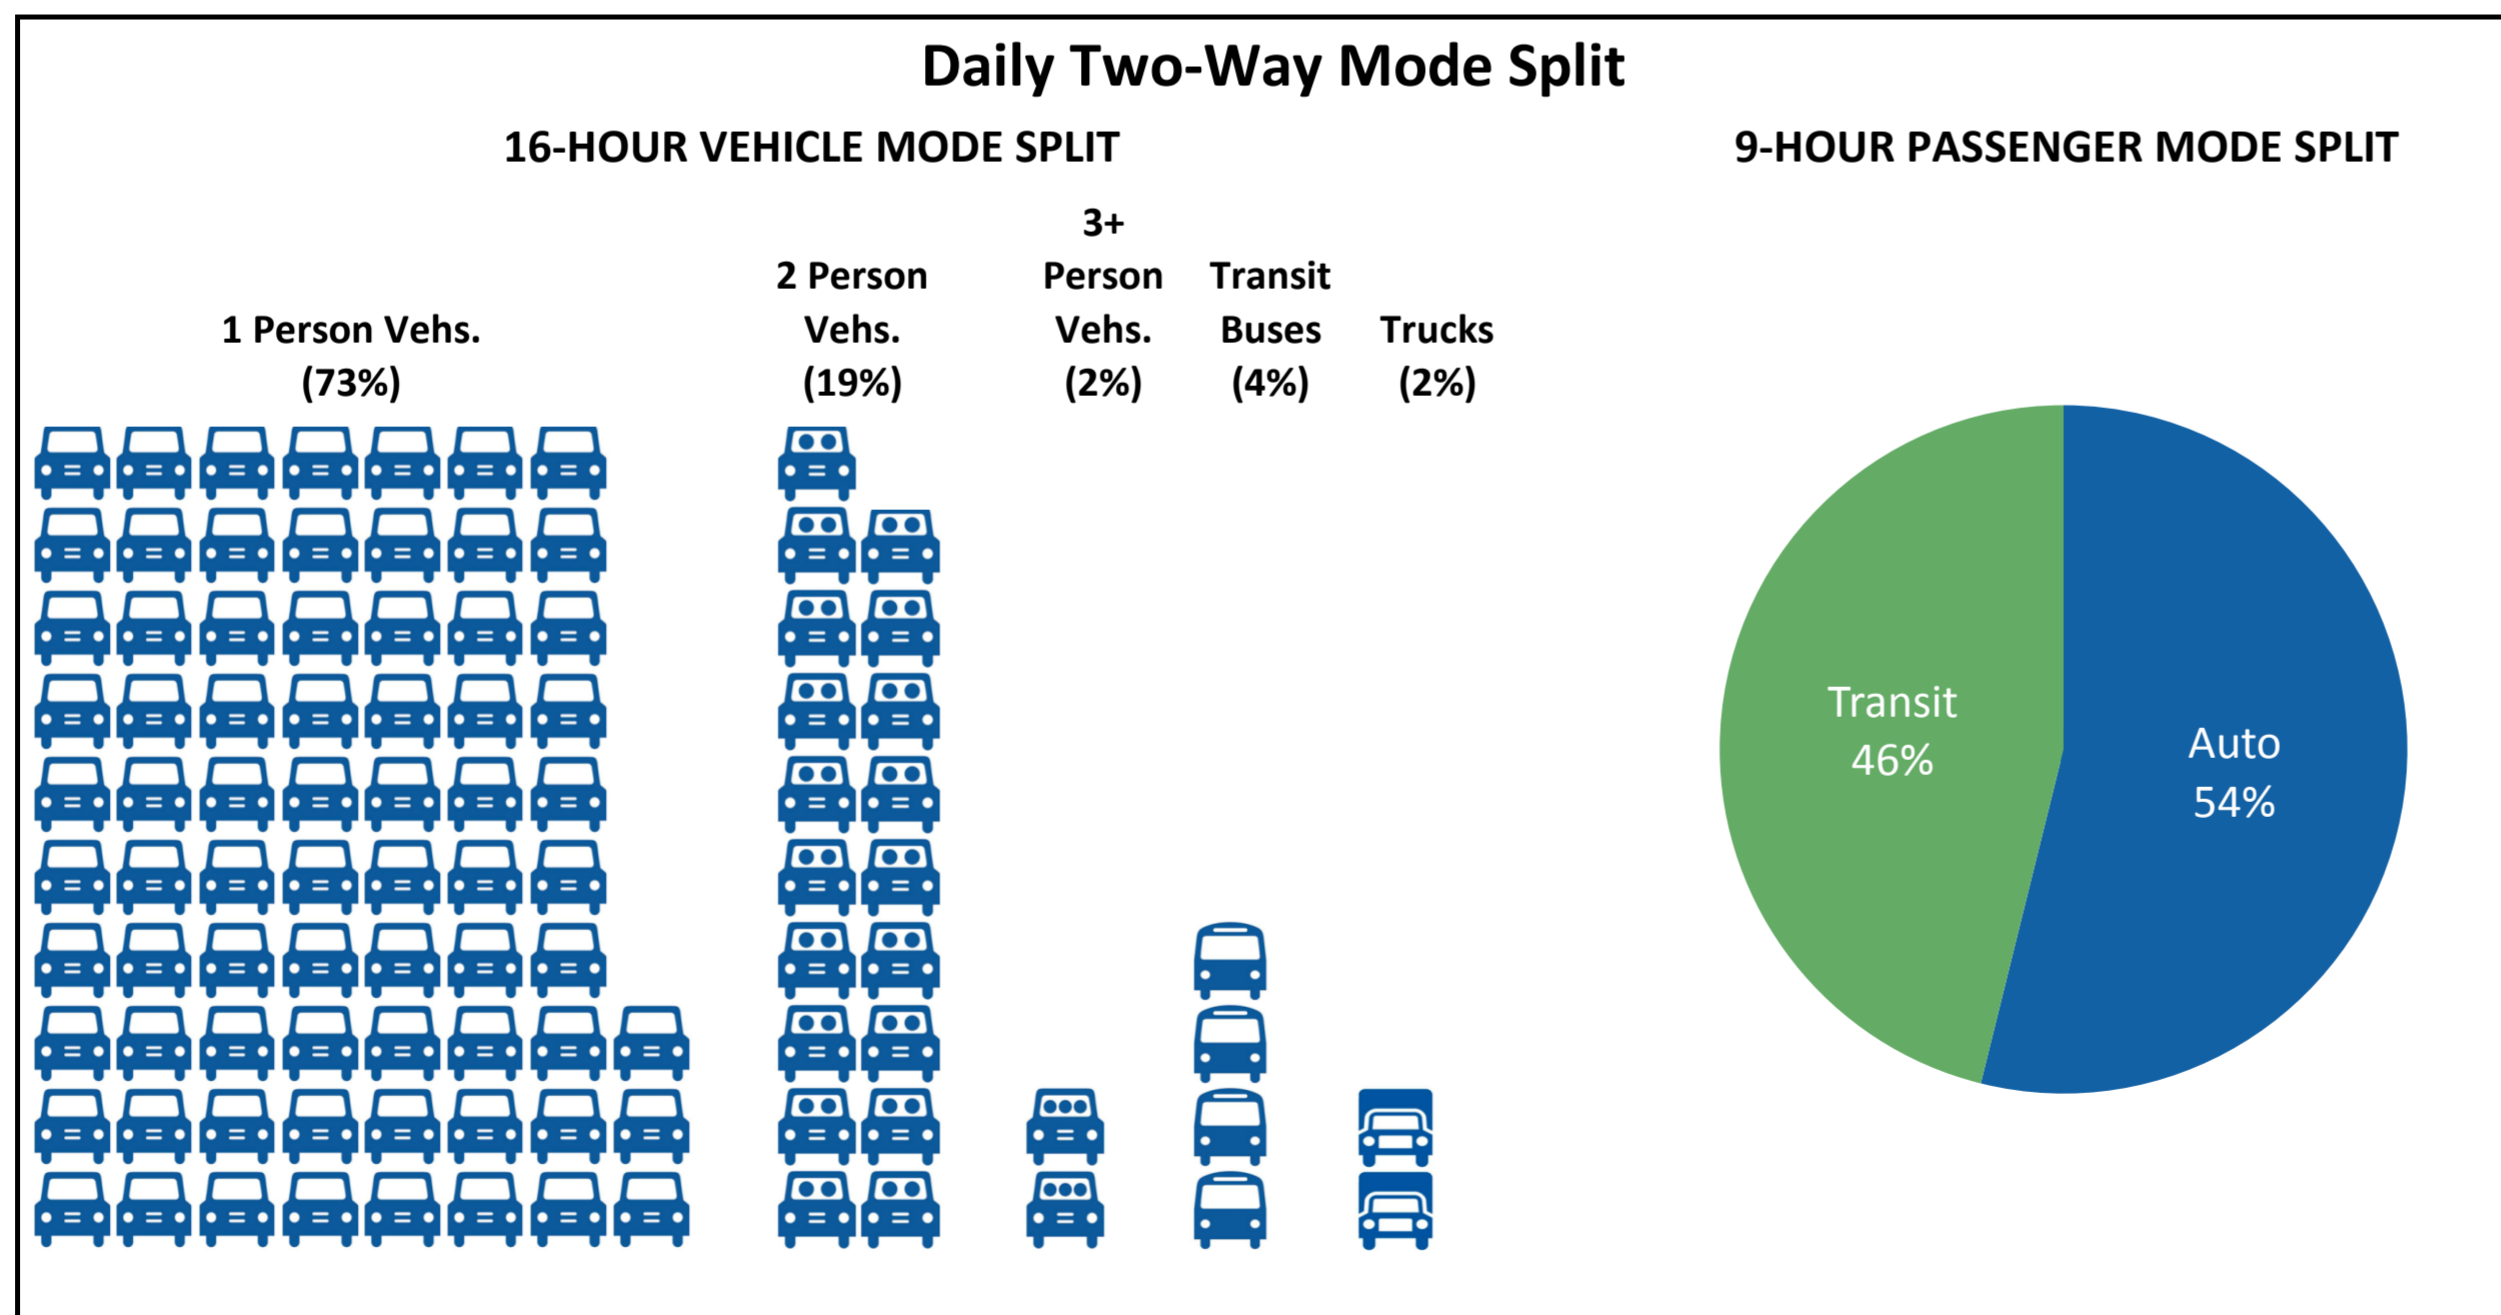 Daily Two-Way Mode Split
16-HOUR VEHICLE MODE SPLIT
1 Person Vehs.
(73%)
2 Person
Vehs.
(19%)
3+
Person
Vehs.
(2%)
Transit
Buses
(4%)
Trucks
(2%)
9-HOUR PASSENGER MODE SPLIT
Transit
46%
Auto
54%